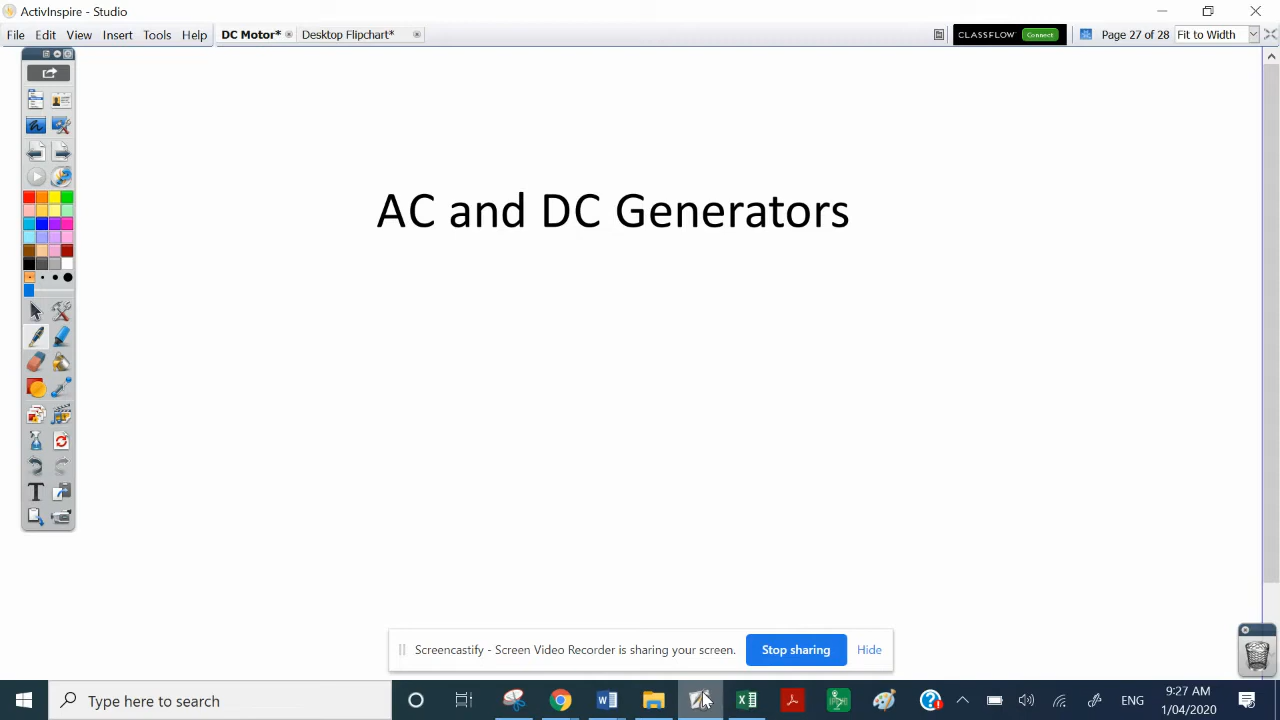 ActivInspire - Studio
File Edit View Insert Tools Help DC Motor* Desktop Flipchart* CLASSFLOW Connect Page 27 of 28 Fit to Width
AC and DC Generators
Screencastify - Screen Video Recorder is sharing your screen. Stop sharing Hide
Type here to search ENG 9:27 AM
1/04/2020